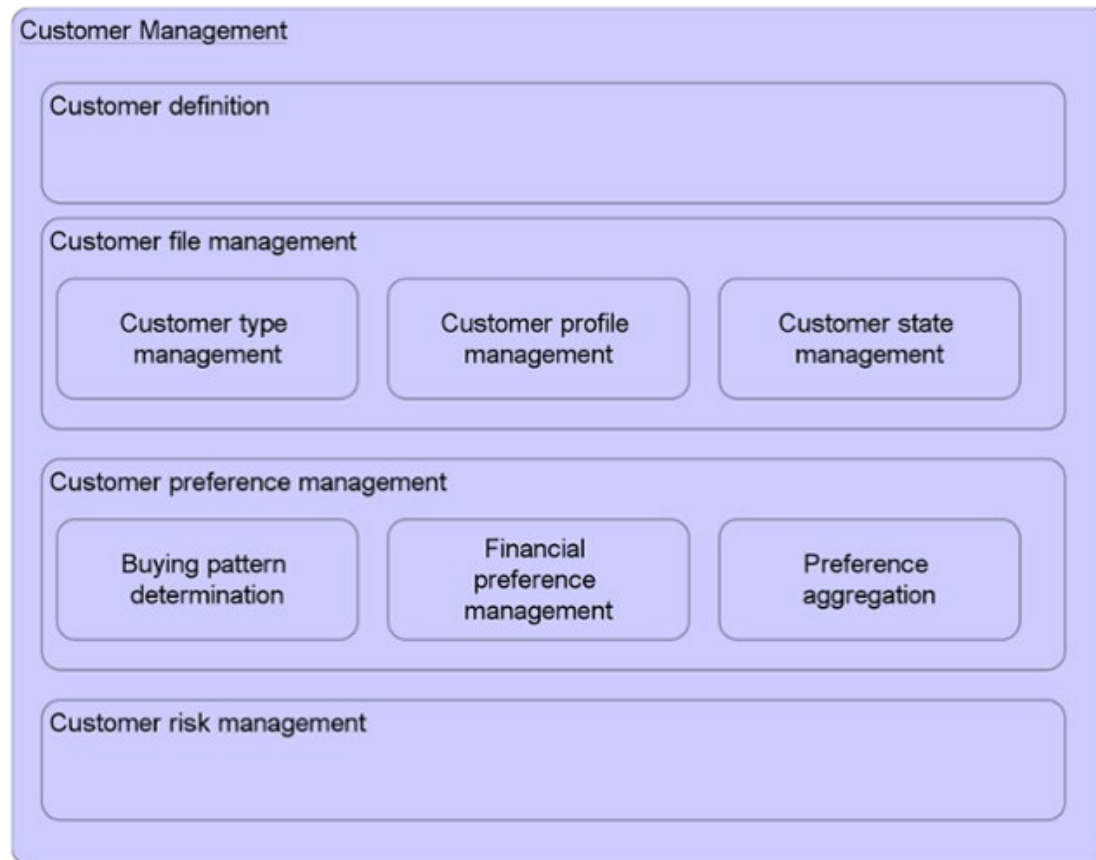 Customer Management
Customer definition
Customer file management
Customer type
management
Customer profile
management
Customer state
management
Customer preference management
Buying pattern
determination
Financial
preference
management
Preference
aggregation
Customer risk management